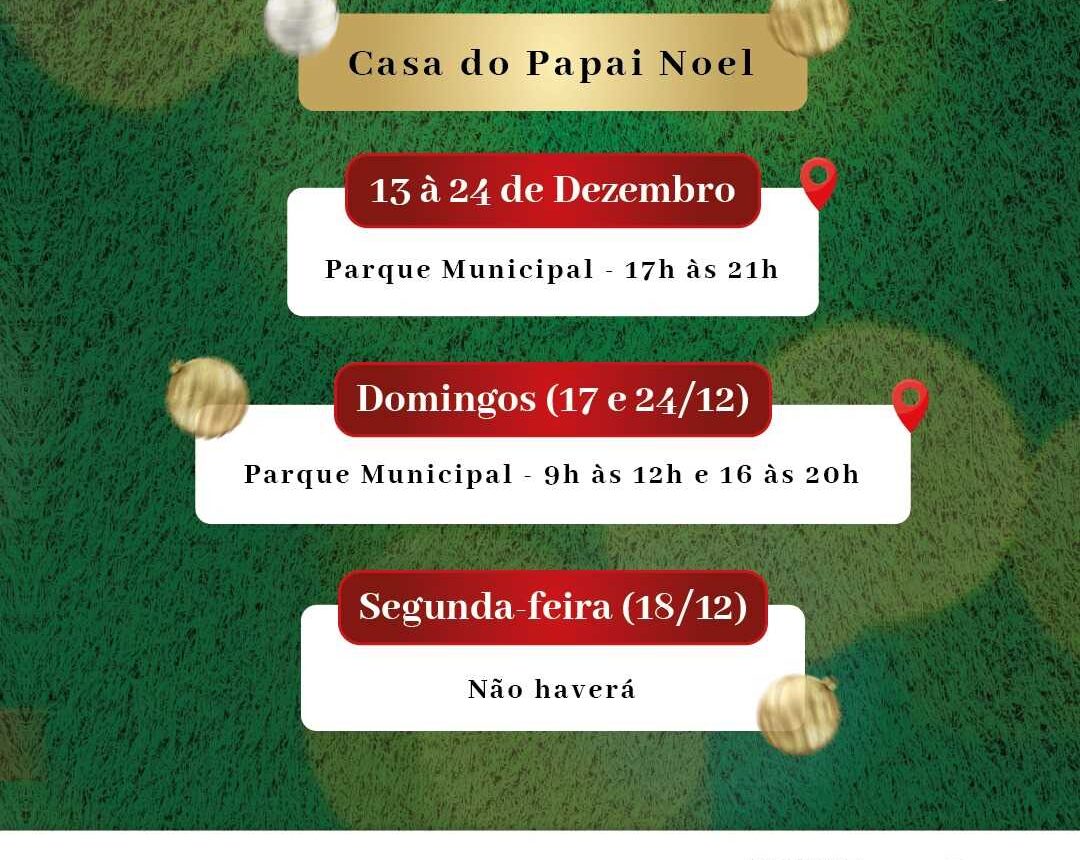 Casa do Papai Noel
13 à 24 de Dezembro
Parque Municipal - 17h às 21h
Domingos (17 e 24/12)
Parque Municipal - 9h às 12h e 16 às 20h
Segunda-feira (18/12)
Não haverá